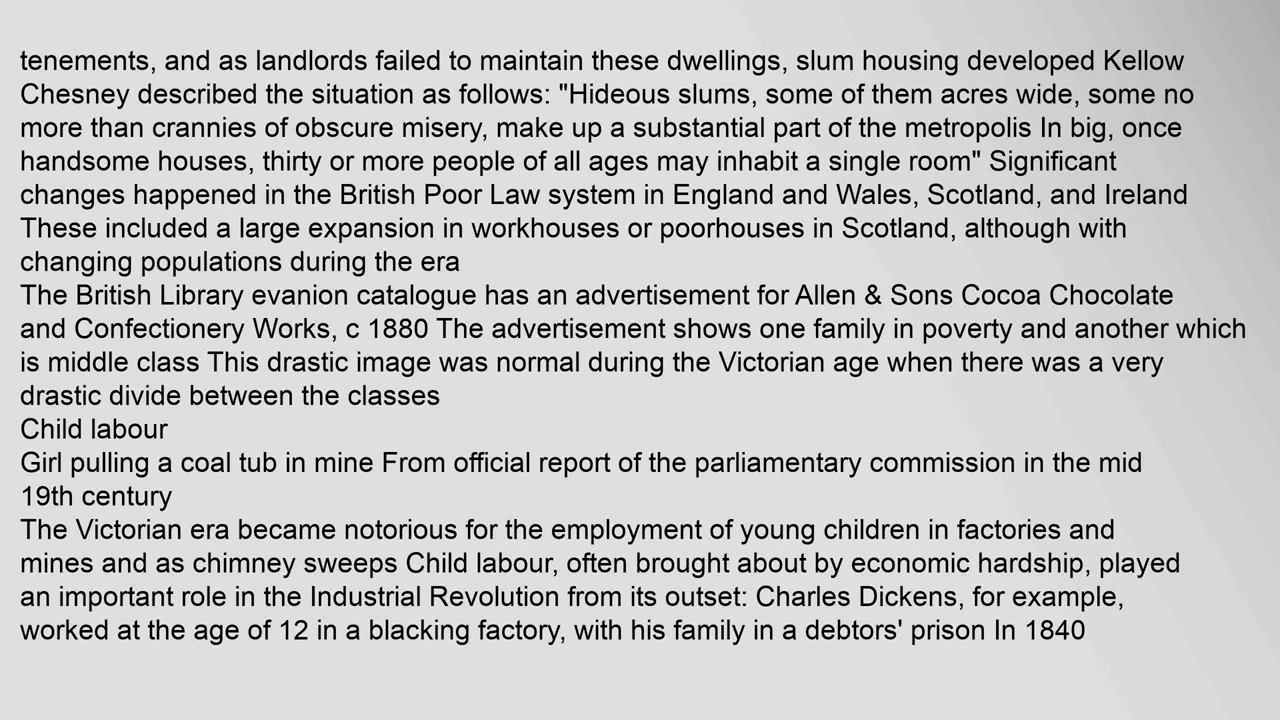 tenements, and as landlords failed to maintain these dwellings, slum housing developed Kellow
Chesney described the situation as follows: "Hideous slums, some of them acres wide, some no
more than crannies of obscure misery, make up a substantial part of the metropolis In big, once
handsome houses, thirty or more people of all ages may inhabit a single room" Significant
changes happened in the British Poor Law system in England and Wales, Scotland, and Ireland
These included a large expansion in workhouses or poorhouses in Scotland, although with
changing populations during the era
The British Library evanion catalogue has an advertisement for Allen & Sons Cocoa Chocolate
and Confectionery Works, c 1880 The advertisement shows one family in poverty and another which
is middle class This drastic image was normal during the Victorian age when there was a very
drastic divide between the classes
Child labour
Girl pulling a coal tub in mine From official report of the parliamentary commission in the mid
19th century
The Victorian era became notorious for the employment of young children in factories and
mines and as chimney sweeps Child labour, often brought about by economic hardship, played
an important role in the Industrial Revolution from its outset: Charles Dickens, for example,
worked at the age of 12 in a blacking factory, with his family in a debtors' prison In 1840